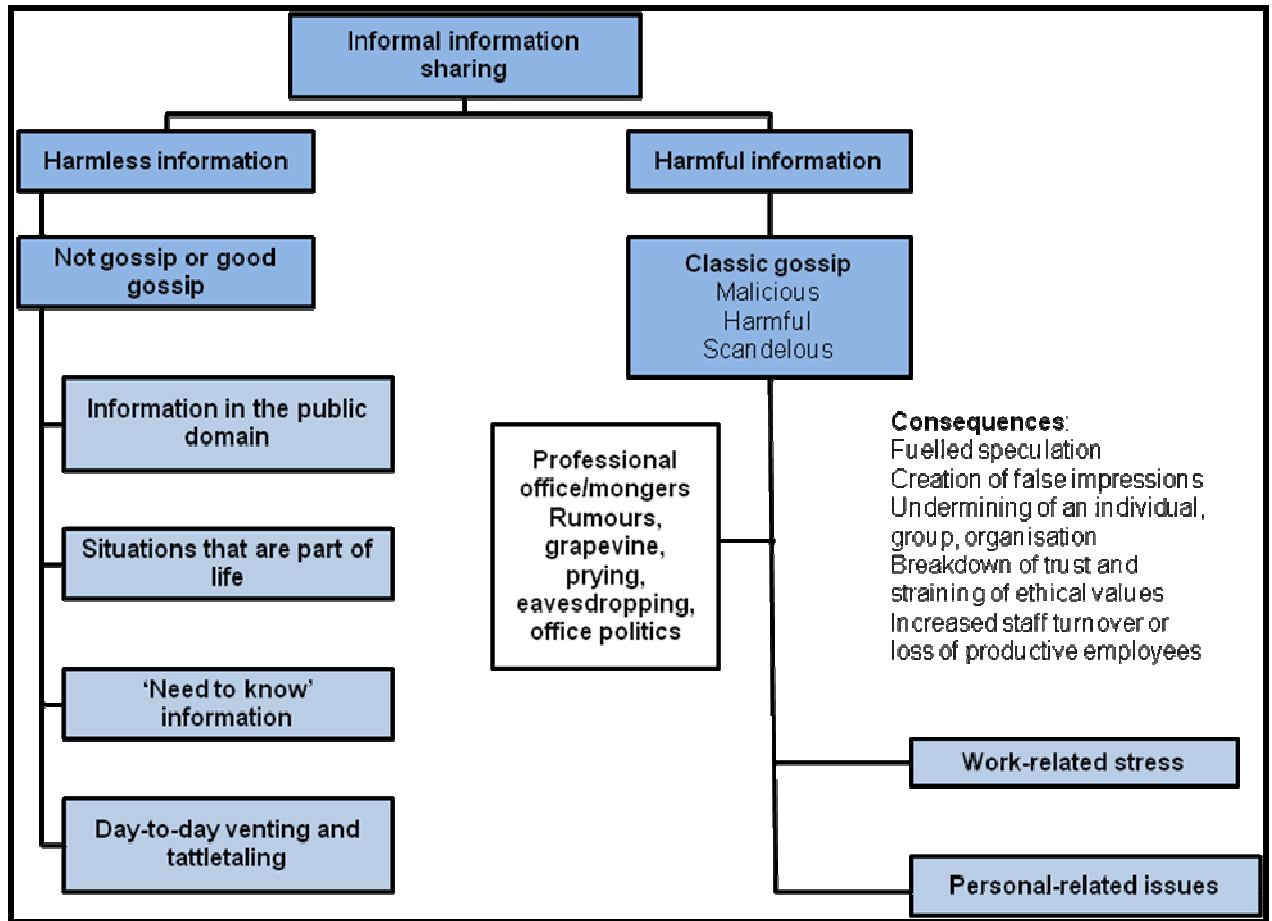 Informal information
sharing
Harmless information
Harmful information
Not gossip or good
gossip
Classic gossip
Malicious
Harmful
Scandelous
Information in the public
domain
Situations that are part of
life
‘Need to know’
information
Day-to-day venting and
tattletaling
Professional
office/mongers
Rumours,
grapevine,
prying,
eavesdropping,
office politics
Consequences:
Fuelled speculation
Creation of false impressions
Undermining of an individual,
group, organisation
Breakdown of trust and
straining of ethical values
Increased staff turnover or
loss of productive employees
Work-related stress
Personal-related issues